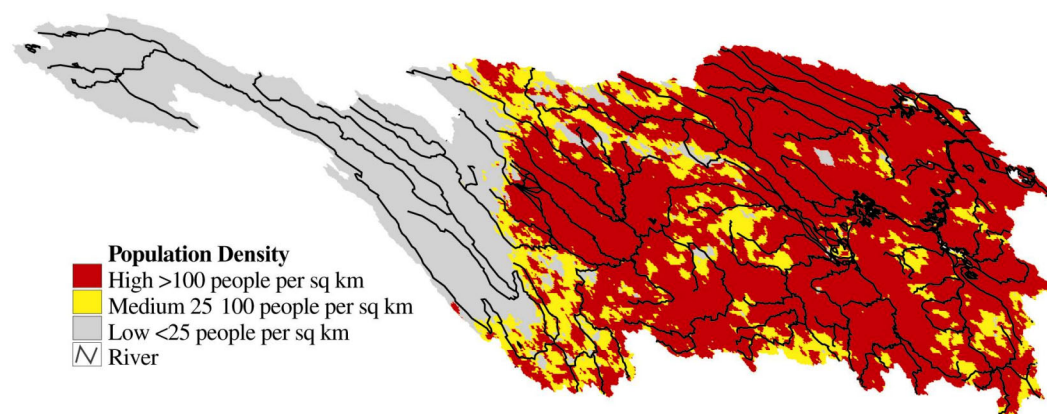 Population Density
High >100 people per sq km
Medium 25 100 people per sq km
Low <25 people per sq km
River